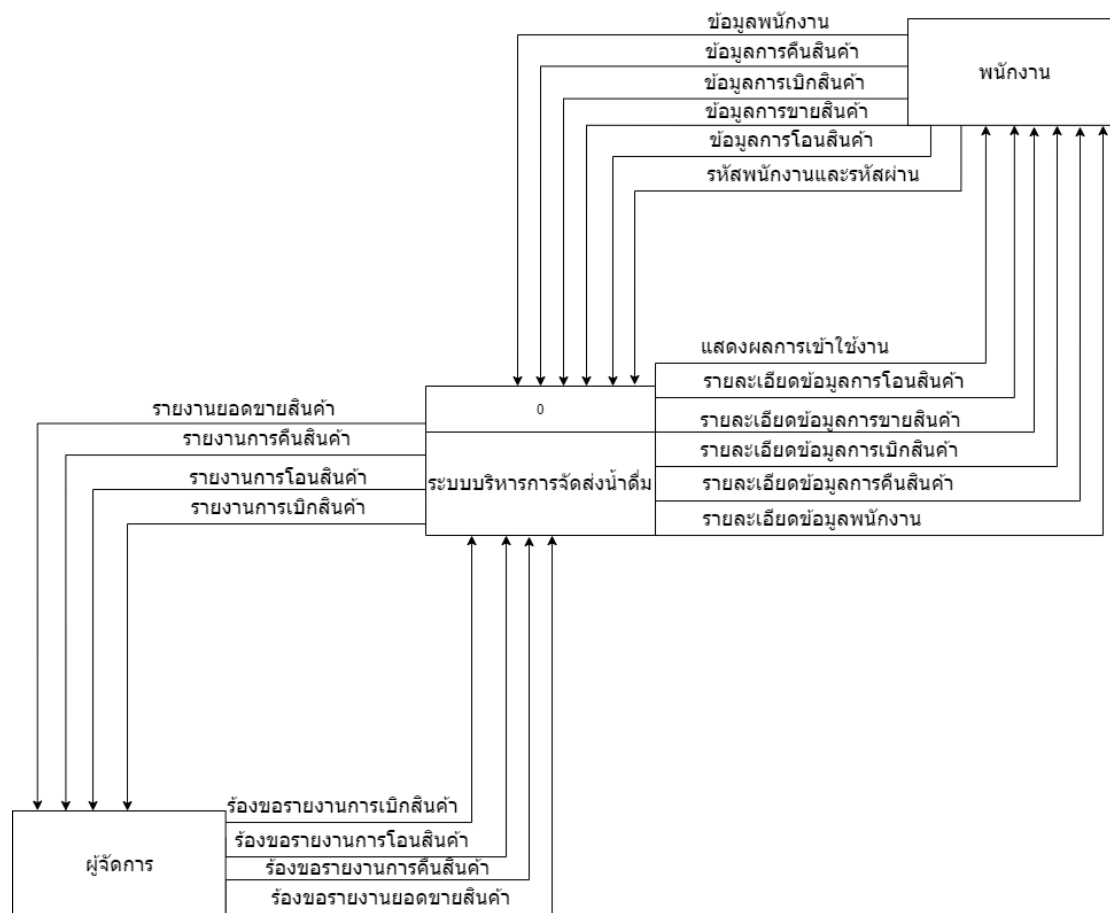 ข้อมูลพนักงาน
ข้อมูลการคืนสินค้า
พนักงาน
ข้อมูลการเบิกสินค้า
ข้อมูลการขายสินค้า
ข้อมูลการโอนสินค้า
รหัสพนักงานและรหัสผ่าน
แสดงผลการเข้าใช้งาน
รายละเอียดข้อมูลการโอนสินค้า
รายละเอียดข้อมูลการขายสินค้า
รายละเอียดข้อมูลการเบิกสินค้า
รายละเอียดข้อมูลการคืนสินค้า
รายละเอียดข้อมูลพนักงาน
0
ระบบบริหารการจัดส่งน้ำดื่ม
รายงานยอดขายสินค้า
รายงานการคืนสินค้า
รายงานการโอนสินค้า
รายงานการเบิกสินค้า
ผู้จัดการ
ร้องขอรายงานการเบิกสินค้า
ร้องขอรายงานการโอนสินค้า
ร้องขอรายงานการคืนสินค้า
ร้องขอรายงานยอดขายสินค้า